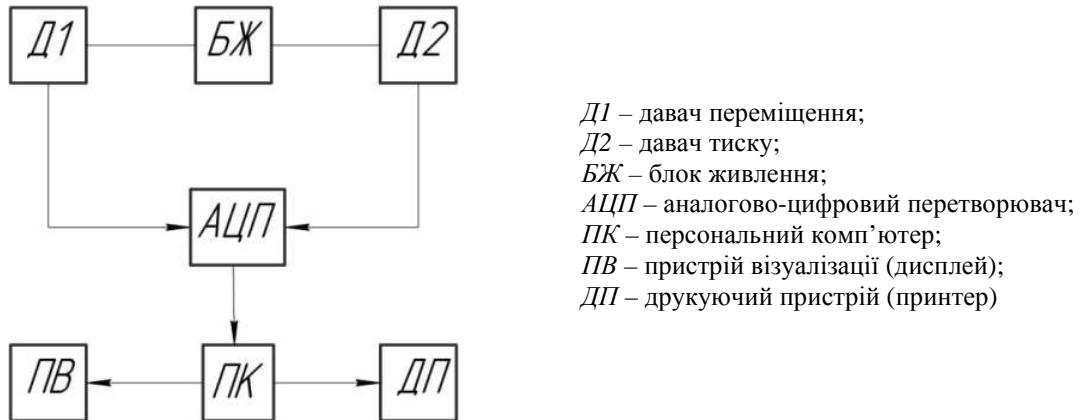 Д1 БЖ Д2
АЦП
ПВ ПК ДП
Д1 – давач переміщення;
Д2 – давач тиску;
БЖ – блок живлення;
АЦП – аналогово-цифровий перетворювач;
ПК – персональний комп’ютер;
ПВ – пристрій візуалізації (дисплей);
ДП – друкуючий пристрій (принтер)